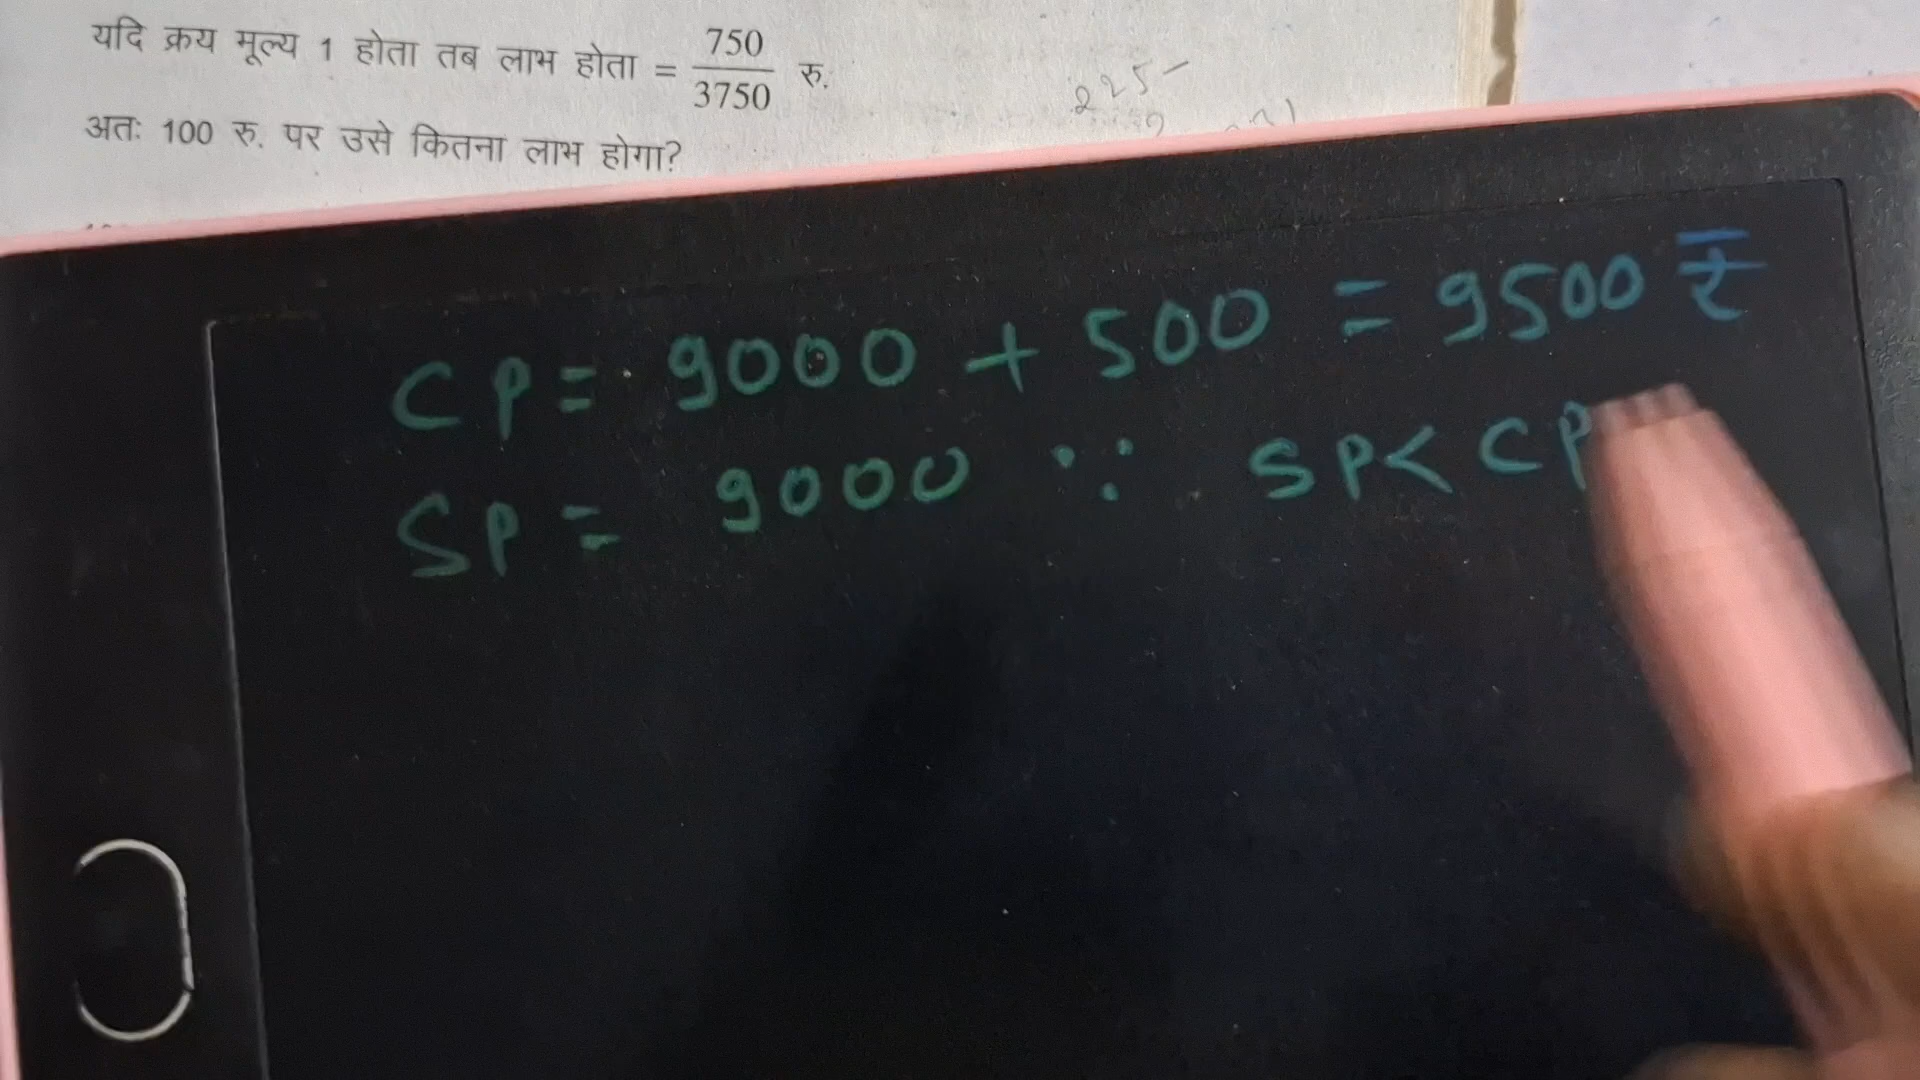 यदि क्रय मूल्य 1 होता तब लाभ होता = 750/3750 रु.
अतः 100 रु. पर उसे कितना लाभ होगा?
225
CP = 9000 + 500 = 9500 ₹
SP = 9000 ∵ SP < CP